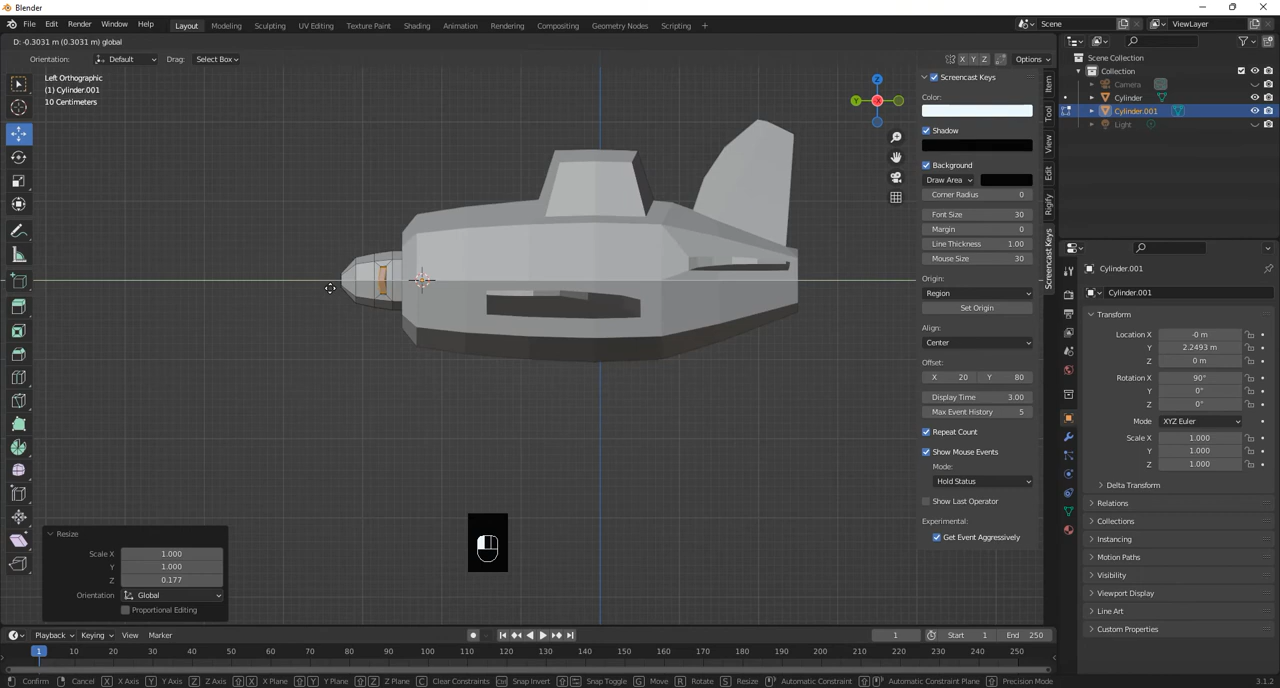 Blender
File Edit Render Window Help
Layout Modeling Sculpting UV Editing Texture Paint Shading Animation Rendering Compositing Geometry Nodes Scripting +
Scene
ViewLayer
D: -0.3031 m (0.3031 m) global
Orientation: Default Drag: Select Box
X Y Z Options
Left Orthographic
(1) Cylinder.001
10 Centimeters
Z
Y
X
Screencast Keys
Color:
Shadow
Background
Draw Area
Corner Radius 0
Font Size 30
Margin 0
Line Thickness 1.00
Mouse Size 30
Origin:
Region
Set Origin
Align:
Center
Offset:
X 20 Y 80
Display Time 3.00
Max Event History 5
Repeat Count
Show Mouse Events
Mode:
Hold Status
Show Last Operator
Experimental:
Get Event Aggressively
Item
Tool
View
Edit
Rigify
Screencast Keys
Scene Collection
Collection
Camera
Cylinder
Cylinder.001
Light
Cylinder.001
Cylinder.001
Transform
Location X -0 m
Y 2.2493 m
Z 0 m
Rotation X 90°
Y 0°
Z 0°
Mode XYZ Euler
Scale X 1.000
Y 1.000
Z 1.000
Delta Transform
Relations
Collections
Instancing
Motion Paths
Visibility
Viewport Display
Line Art
Custom Properties
Resize
Scale X 1.000
Y 1.000
Z 0.177
Orientation Global
Proportional Editing
Playback Keying View Marker
1 Start 1 End 250
1 10 20 30 40 50 60 70 80 90 100 110 120 130 140 150 160 170 180 190 200 210 220 230 240 250
Confirm Cancel X X Axis Y Y Axis Z Z Axis X X Plane Y Y Plane Z Z Plane C Clear Constraints Snap Invert Snap Toggle G Move R Rotate S Resize Automatic Constraint Automatic Constraint Plane Precision Mode
3.1.2